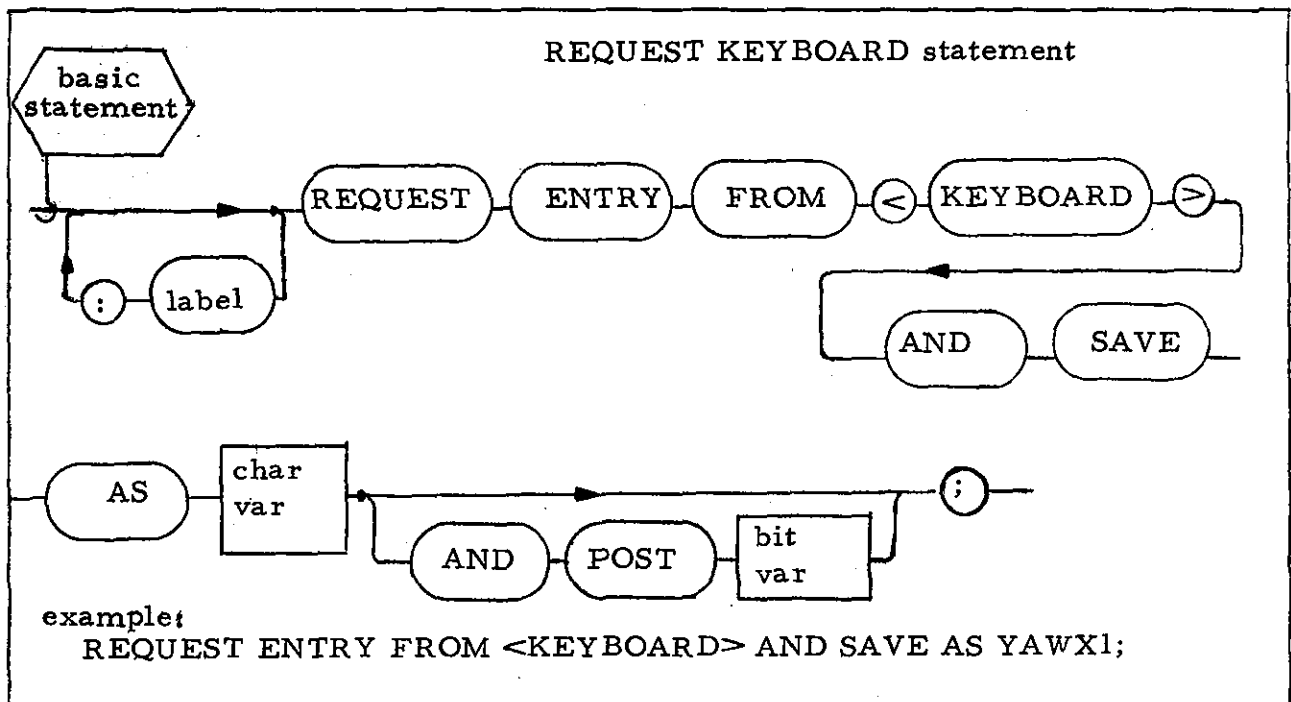 REQUEST KEYBOARD statement
basic
statement
REQUEST ENTRY FROM < KEYBOARD >
: label
AND SAVE
AS char
var
;
AND POST bit
var
example:
REQUEST ENTRY FROM <KEYBOARD> AND SAVE AS YAWX1;